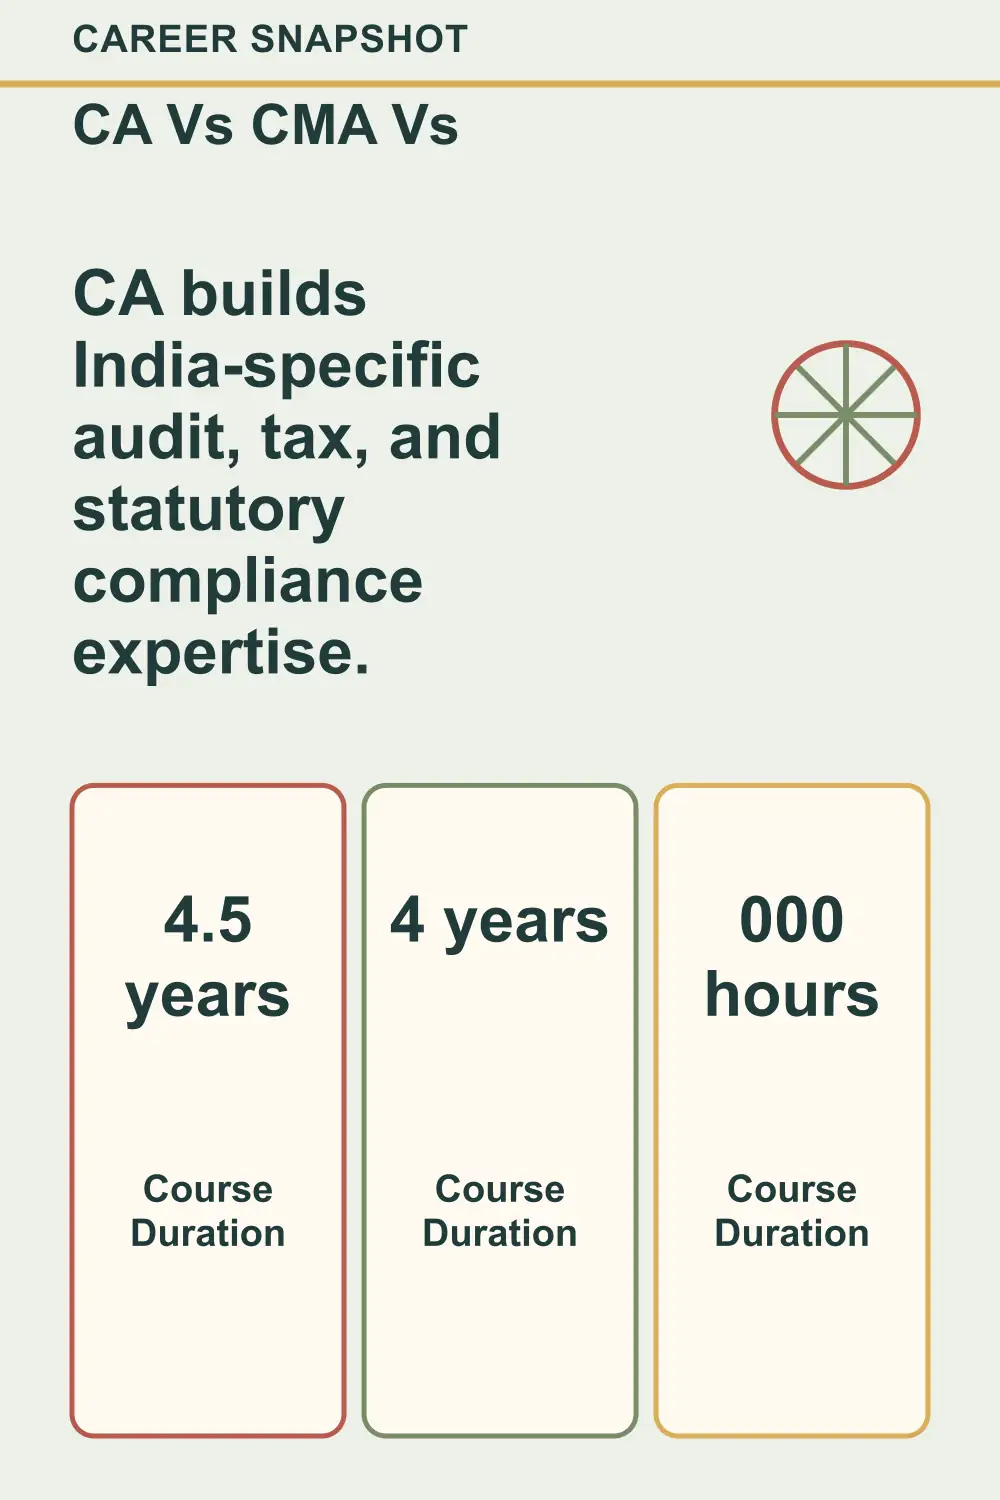 CAREER SNAPSHOT
CA Vs CMA Vs
CA builds
India-specific
audit, tax, and
statutory
compliance
expertise.
4.5
years
Course
Duration
4 years
Course
Duration
000
hours
Course
Duration